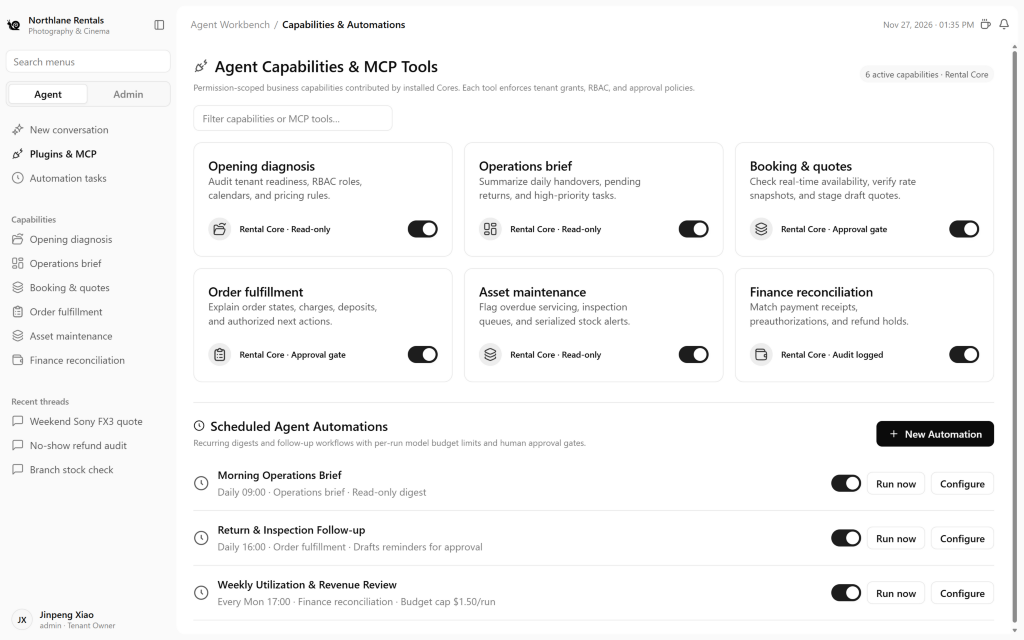 Northlane Rentals
Photography & Cinema
Search menus
Agent
Admin
New conversation
Plugins & MCP
Automation tasks
Capabilities
Opening diagnosis
Operations brief
Booking & quotes
Order fulfillment
Asset maintenance
Finance reconciliation
Recent threads
Weekend Sony FX3 quote
No-show refund audit
Branch stock check
JX
Jinpeng Xiao
admin · Tenant Owner
Agent Workbench / Capabilities & Automations
Nov 27, 2026 · 01:35 PM
Agent Capabilities & MCP Tools
Permission-scoped business capabilities contributed by installed Cores. Each tool enforces tenant grants, RBAC, and approval policies.
6 active capabilities · Rental Core
Filter capabilities or MCP tools...
Opening diagnosis
Audit tenant readiness, RBAC roles,
calendars, and pricing rules.
Rental Core · Read-only
Operations brief
Summarize daily handovers, pending
returns, and high-priority tasks.
Rental Core · Read-only
Booking & quotes
Check real-time availability, verify rate
snapshots, and stage draft quotes.
Rental Core · Approval gate
Order fulfillment
Explain order states, charges, deposits,
and authorized next actions.
Rental Core · Approval gate
Asset maintenance
Flag overdue servicing, inspection
queues, and serialized stock alerts.
Rental Core · Read-only
Finance reconciliation
Match payment receipts,
preauthorizations, and refund holds.
Rental Core · Audit logged
Scheduled Agent Automations
Recurring digests and follow-up workflows with per-run model budget limits and human approval gates.
+ New Automation
Morning Operations Brief
Daily 09:00 · Operations brief · Read-only digest
Run now
Configure
Return & Inspection Follow-up
Daily 16:00 · Order fulfillment · Drafts reminders for approval
Run now
Configure
Weekly Utilization & Revenue Review
Every Mon 17:00 · Finance reconciliation · Budget cap $1.50/run
Run now
Configure